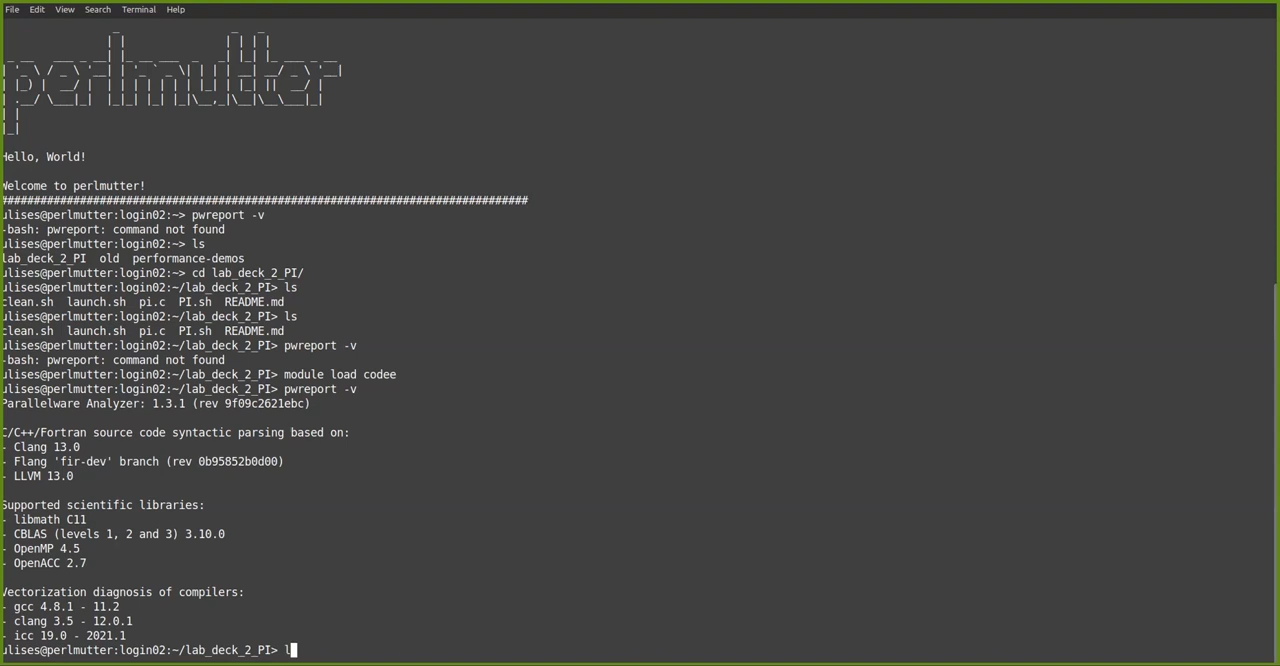 File Edit View Search Terminal Help
perlmutter
Hello, World!
Welcome to perlmutter!
#################################################################################
ulises@perlmutter:login02:~> pwreport -v
-bash: pwreport: command not found
ulises@perlmutter:login02:~> ls
lab_deck_2_PI  old  performance-demos
ulises@perlmutter:login02:~> cd lab_deck_2_PI/
ulises@perlmutter:login02:~/lab_deck_2_PI> ls
clean.sh  launch.sh  pi.c  PI.sh  README.md
ulises@perlmutter:login02:~/lab_deck_2_PI> ls
clean.sh  launch.sh  pi.c  PI.sh  README.md
ulises@perlmutter:login02:~/lab_deck_2_PI> pwreport -v
-bash: pwreport: command not found
ulises@perlmutter:login02:~/lab_deck_2_PI> module load codee
ulises@perlmutter:login02:~/lab_deck_2_PI> pwreport -v
Parallelware Analyzer: 1.3.1 (rev 9f09c2621ebc)
C/C++/Fortran source code syntactic parsing based on:
- Clang 13.0
- Flang 'fir-dev' branch (rev 0b95852b0d00)
- LLVM 13.0
Supported scientific libraries:
- libmath C11
- CBLAS (levels 1, 2 and 3) 3.10.0
- OpenMP 4.5
- OpenACC 2.7
Vectorization diagnosis of compilers:
- gcc 4.8.1 - 11.2
- clang 3.5 - 12.0.1
- icc 19.0 - 2021.1
ulises@perlmutter:login02:~/lab_deck_2_PI> l